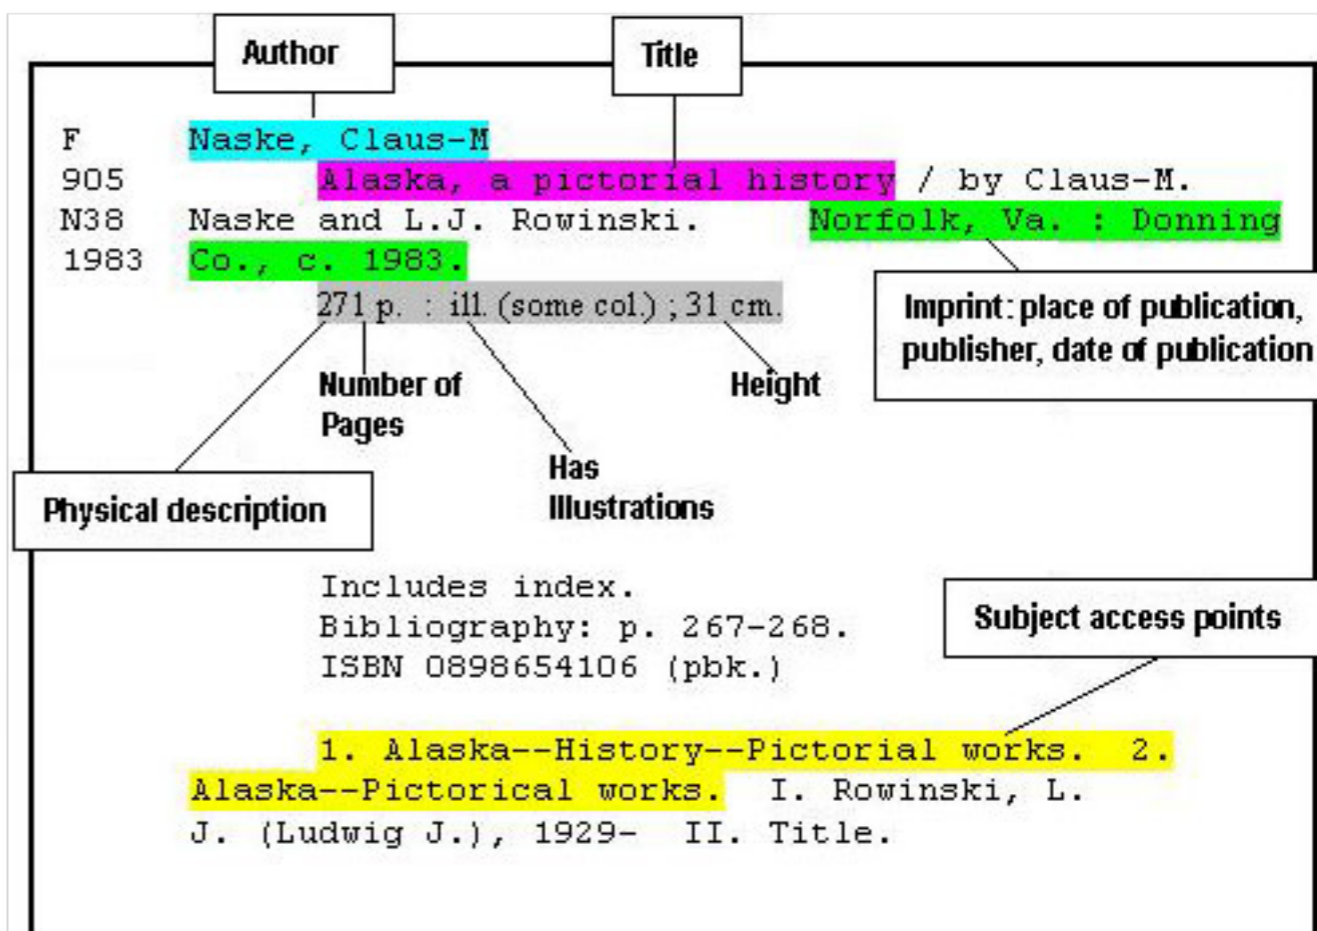 Author
Title
F Naske, Claus-M
905 Alaska, a pictorial history / by Claus-M.
N38 Naske and L.J. Rowinski. Norfolk, Va. : Donning
1983 Co., c. 1983.
271 p. : ill. (some col.) ; 31 cm.
Imprint: place of publication,
publisher, date of publication
Number of
Pages
Height
Has
Illustrations
Physical description
Includes index.
Bibliography: p. 267-268.
ISBN 0898654106 (pbk.)
Subject access points
1. Alaska--History--Pictorial works. 2.
Alaska--Pictorical works. I. Rowinski, L.
J. (Ludwig J.), 1929- II. Title.